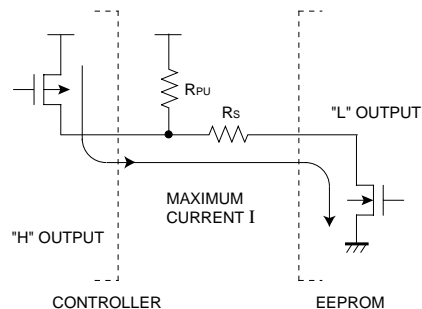 RPU
RS
"L" OUTPUT
MAXIMUM
CURRENT I
"H" OUTPUT
CONTROLLER
EEPROM